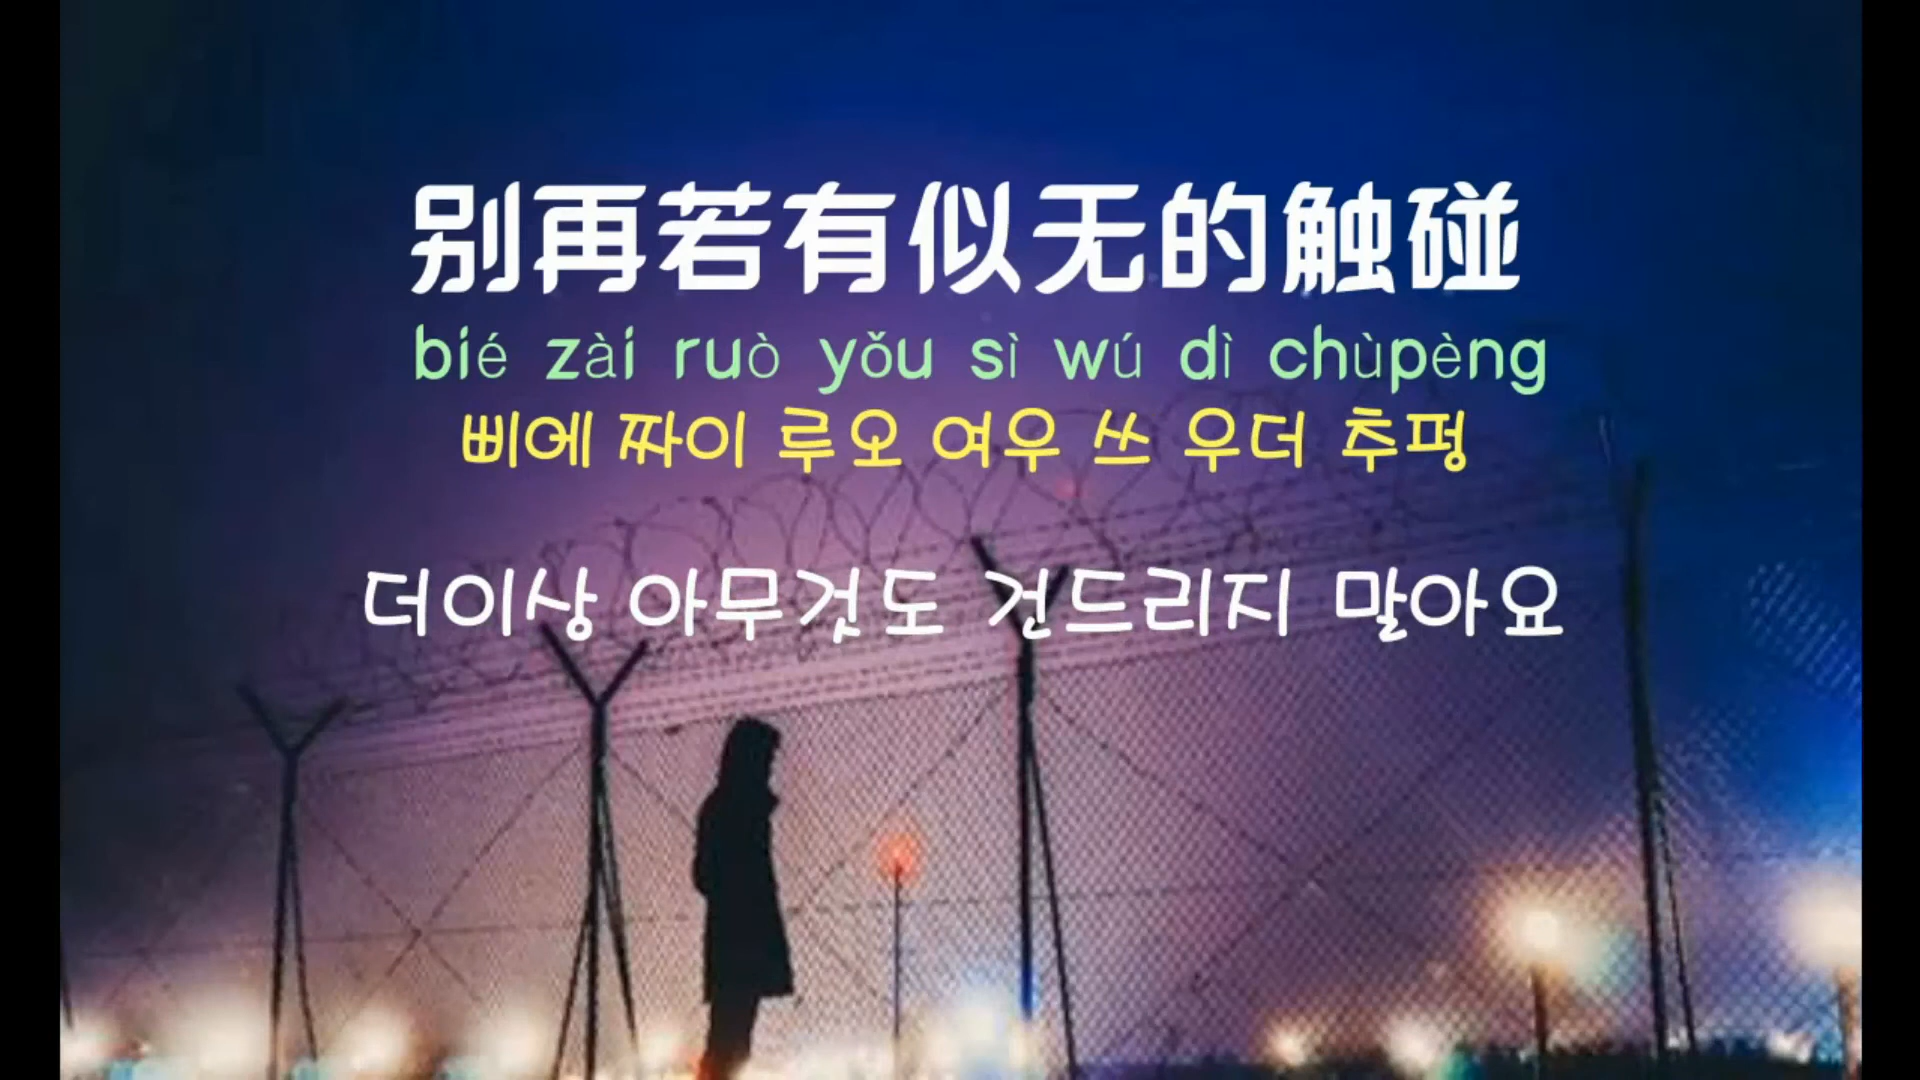 别再若有似无的触碰
bié zài ruò yǒu sì wú dì chùpèng
삐에 짜이 루오 여우 쓰 우더 추펑
더이상 아무것도 건드리지 말아요